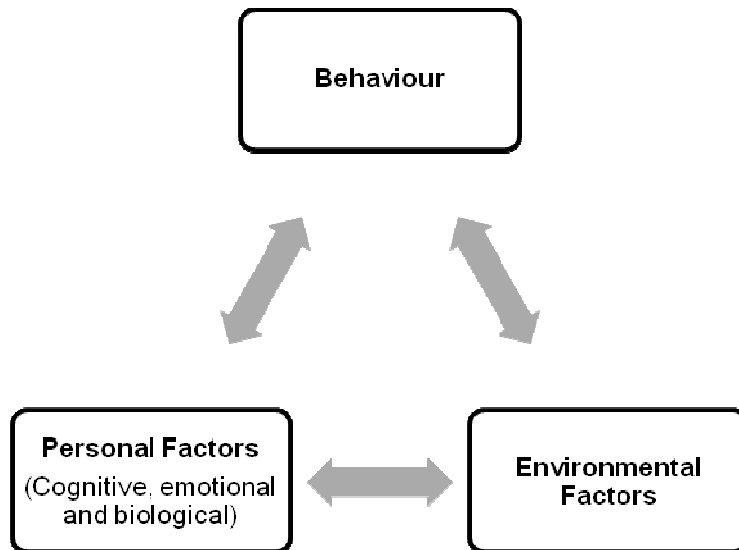 Behaviour
Personal Factors
(Cognitive, emotional
and biological)
Environmental
Factors